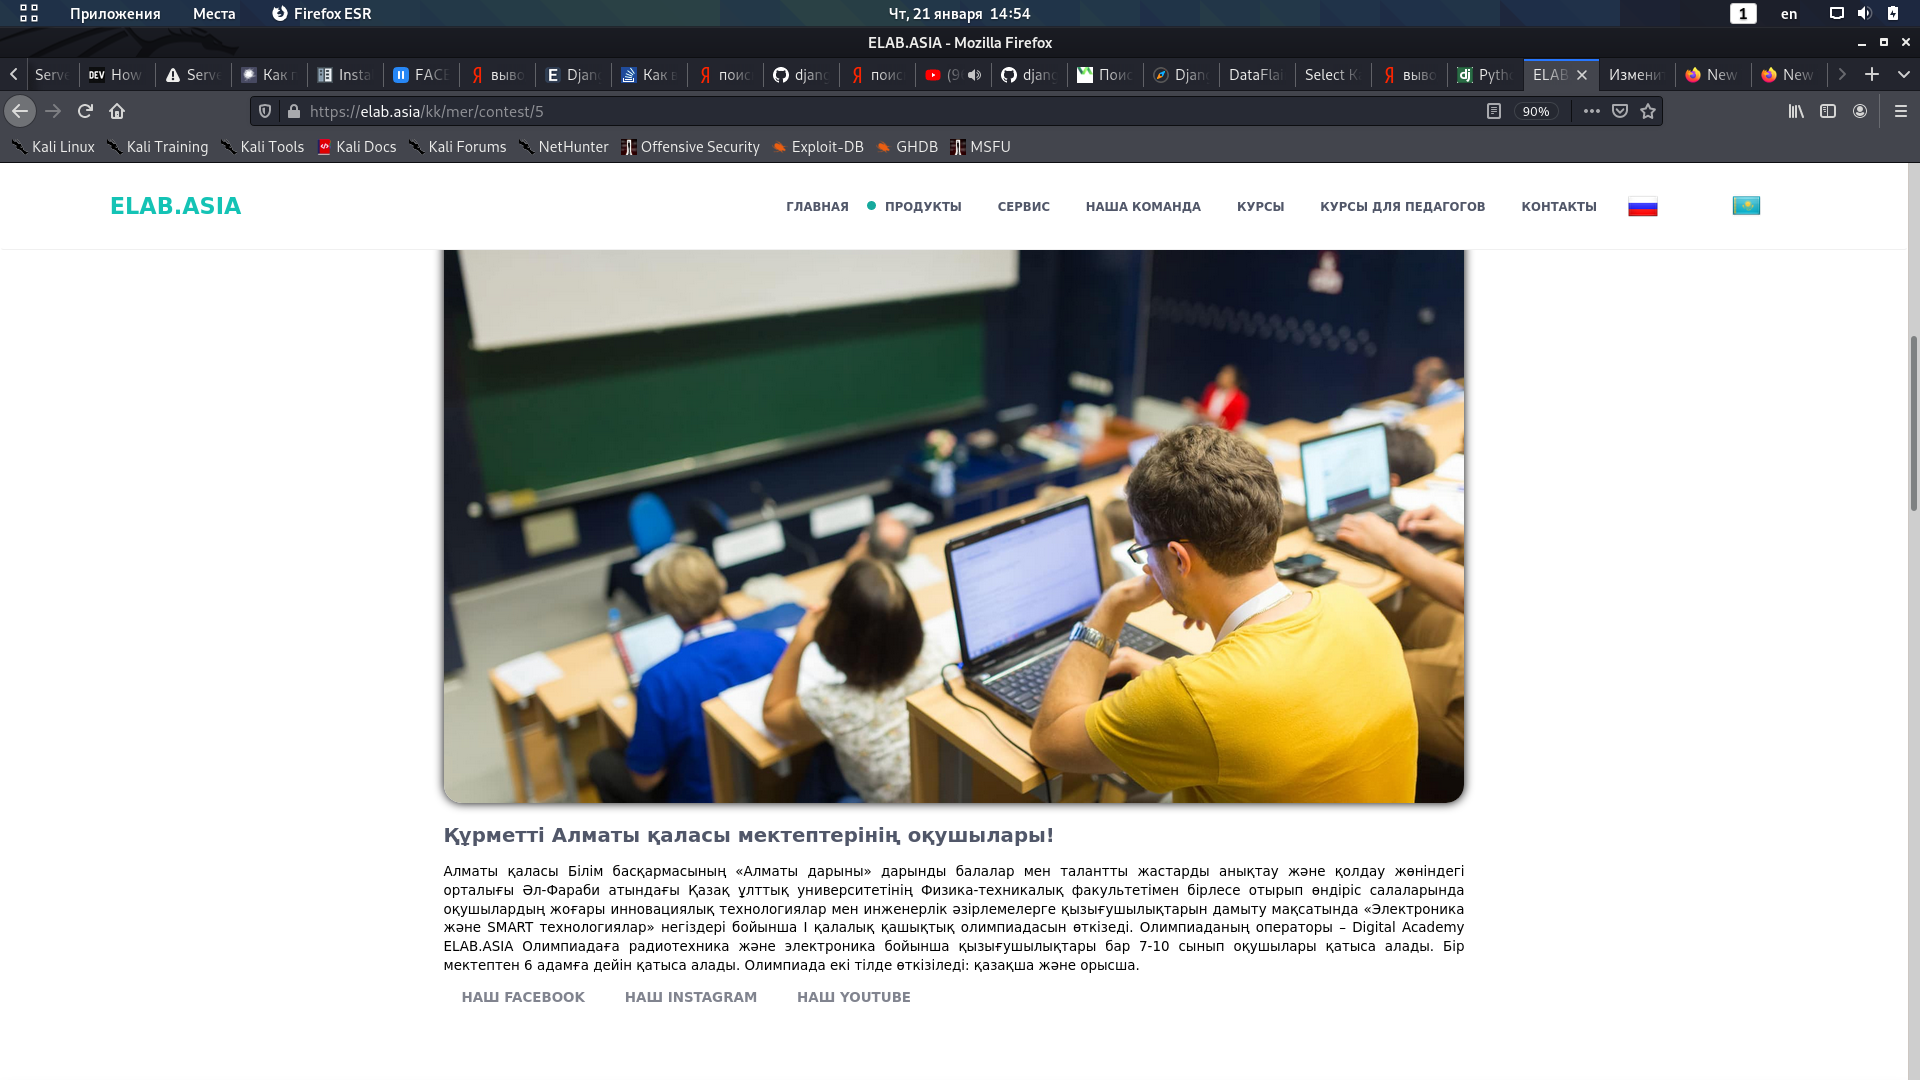 Приложения Места Firefox ESR Чт, 21 января 14:54 1 en
ELAB.ASIA - Mozilla Firefox
Serve How Serve Как Insta FACE выво Djan Как поис djang поис (9 djang Поис Djan DataFlai Select K выво Pyth ELAB Измени New New
https://elab.asia/kk/mer/contest/5 90%
Kali Linux Kali Training Kali Tools Kali Docs Kali Forums NetHunter Offensive Security Exploit-DB GHDB MSFU
ELAB.ASIA ГЛАВНАЯ ПРОДУКТЫ СЕРВИС НАША КОМАНДА КУРСЫ КУРСЫ ДЛЯ ПЕДАГОГОВ КОНТАКТЫ
Құрметті Алматы қаласы мектептерінің оқушылары!
Алматы қаласы Білім басқармасының «Алматы дарыны» дарынды балалар мен талантты жастарды анықтау және қолдау жөніндегі
орталығы Әл-Фараби атындағы Қазақ ұлттық университетінің Физика-техникалық факультетімен бірлесе отырып өндіріс салаларында
оқушылардың жоғары инновациялық технологиялар мен инженерлік әзірлемелерге қызығушылықтарын дамыту мақсатында «Электроника
және SMART технологиялар» негіздері бойынша I қалалық қашықтық олимпиадасын өткізеді. Олимпиаданың операторы – Digital Academy
ELAB.ASIA Олимпиадаға радиотехника және электроника бойынша қызығушылықтары бар 7-10 сынып оқушылары қатыса алады. Бір
мектептен 6 адамға дейін қатыса алады. Олимпиада екі тілде өткізіледі: қазақша және орысша.
НАШ FACEBOOK НАШ INSTAGRAM НАШ YOUTUBE